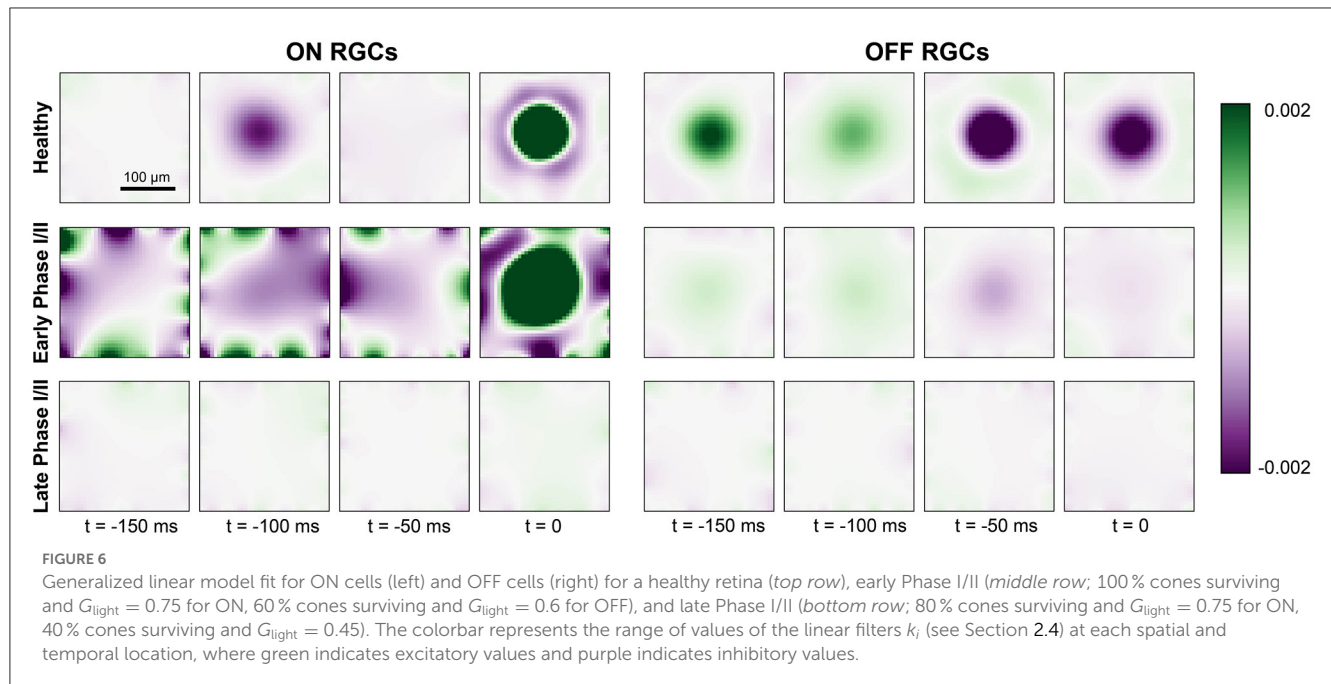 ON RGCs
OFF RGCs
Healthy
100 µm
0.002
Early Phase I/II
Late Phase I/II
-0.002
t = -150 ms
t = -100 ms
t = -50 ms
t = 0
t = -150 ms
t = -100 ms
t = -50 ms
t = 0
FIGURE 6
Generalized linear model fit for ON cells (left) and OFF cells (right) for a healthy retina (top row), early Phase I/II (middle row; 100 % cones surviving
and Glight = 0.75 for ON, 60 % cones surviving and Glight = 0.6 for OFF), and late Phase I/II (bottom row; 80 % cones surviving and Glight = 0.75 for ON,
40 % cones surviving and Glight = 0.45). The colorbar represents the range of values of the linear filters ki (see Section 2.4) at each spatial and
temporal location, where green indicates excitatory values and purple indicates inhibitory values.